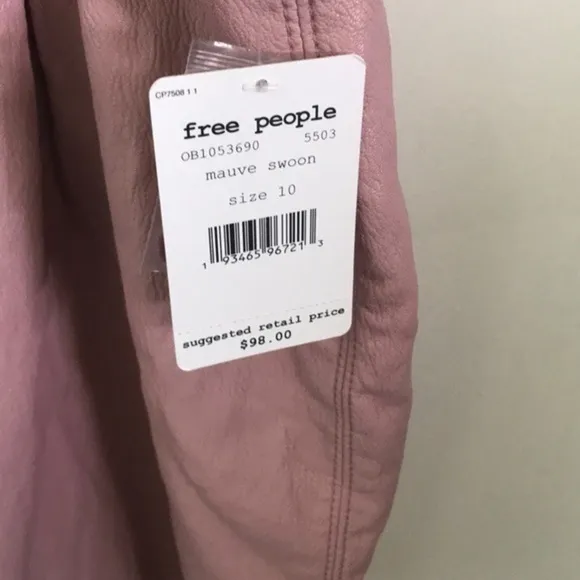 CP7508 1.1
free people
OB1053690 5503
mauve swoon
size 10
1 93465 96721 3
suggested retail price
$98.00